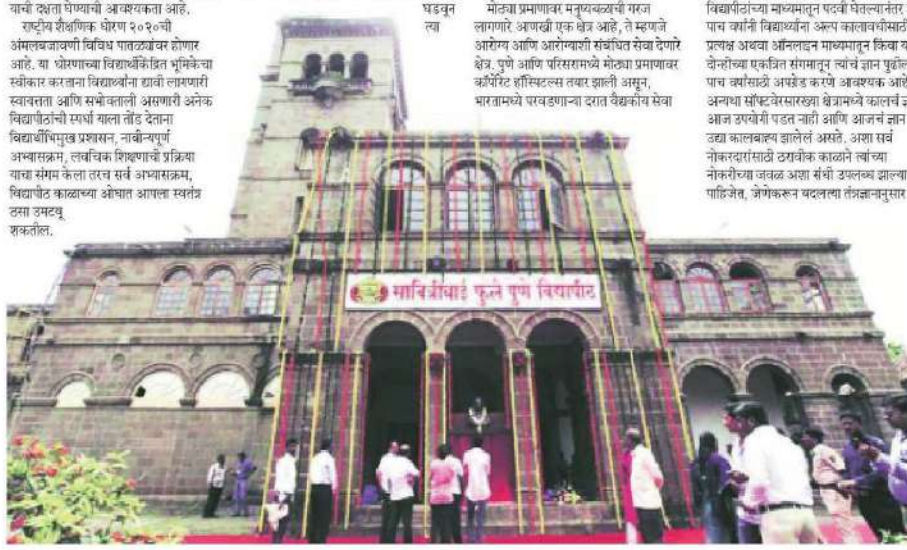 याची दक्षता घेण्याची आवश्यकता आहे.
राष्ट्रीय शैक्षणिक धोरण २०२०ची
अंमलबजावणी विविध पातळ्यांवर होणार
आहे. या धोरणाच्या विद्यार्थीकेंद्रित भूमिकेचा
स्वीकार करताना विद्यार्थ्यांना द्यावी लागणारी
स्वायत्तता आणि सभोवताली असणारी अनेक
विद्यापीठांची स्पर्धा याला तोंड देताना
विद्यार्थीभिमुख प्रशासन, नावीन्यपूर्ण
अभ्यासक्रम, लवचिक शिक्षणाची प्रक्रिया
याचा संगम केला तरच सर्व अभ्यासक्रम,
विद्यापीठ काळाच्या ओघात आपला स्वतंत्र
ठसा उमटवू
शकतील.
घडवून
त्या
मोठ्या प्रमाणावर मनुष्यबळाची गरज
लागणारे आणखी एक क्षेत्र आहे, ते म्हणजे
आरोग्य आणि आरोग्याशी संबंधित सेवा देणारे
क्षेत्र. पुणे आणि परिसरामध्ये मोठ्या प्रमाणावर
कॉर्पोरेट हॉस्पिटल्स तयार झाली असून,
भारतामध्ये परवडणाऱ्या दरात वैद्यकीय सेवा
विद्यापीठांच्या माध्यमातून पदवी घेतल्यानंतर
पाच वर्षांनी विद्यार्थ्यांना अल्प कालावधीसाठी
प्रत्यक्ष अथवा ऑनलाइन माध्यमातून किंवा य
दोन्हींच्या एकत्रित संगमातून त्यांचं ज्ञान पुढील
पाच वर्षांसाठी अपग्रेड करणे आवश्यक आहे
अन्यथा सॉफ्टवेरसारख्या क्षेत्रामध्ये कालचं ज्ञ
आज उपयोगी पडत नाही आणि आजचं ज्ञान
उद्या कालबाह्य झालेलं असते. अशा सर्व
नोकरदारांसाठी ठरावीक काळाने त्यांच्या
नोकरीच्या जवळ अशा संधी उपलब्ध झाल्या
पाहिजेत, जेणेकरून बदलत्या तंत्रज्ञानानुसार
सावित्रीबाई फुले पुणे विद्यापीठ